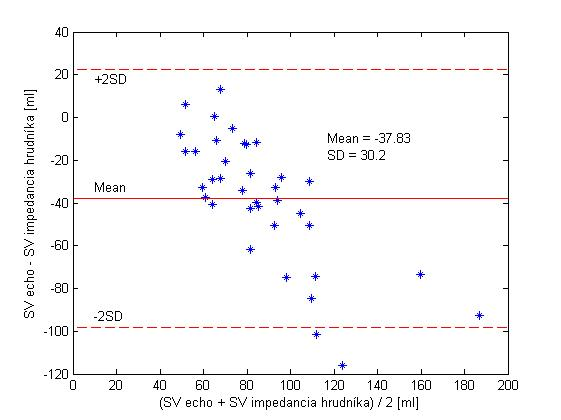 40
20
0
-20
-40
-60
-80
-100
-120
SV echo - SV impedancia hrudníka [ml]
+2SD
Mean = -37.83
SD = 30.2
Mean
-2SD
0 20 40 60 80 100 120 140 160 180 200
(SV echo + SV impedancia hrudníka) / 2 [ml]